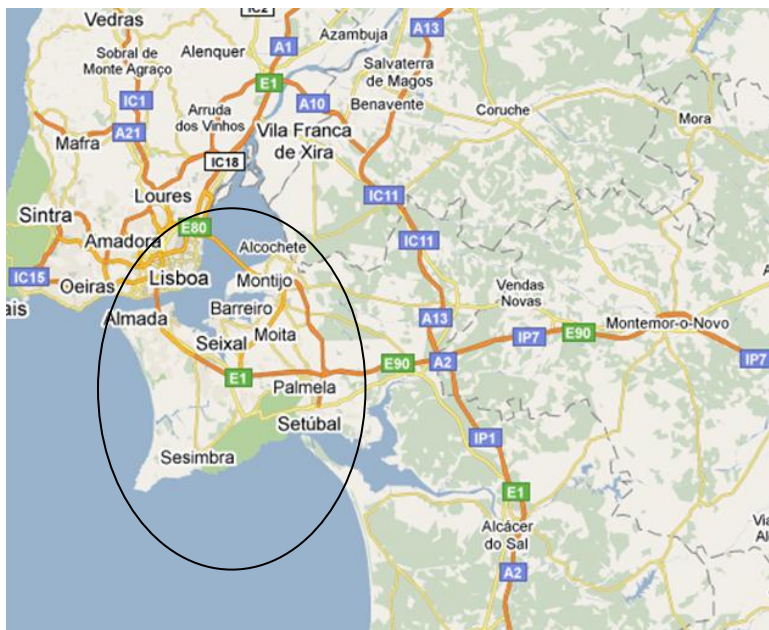 IC2
Vedras
A13
Azambuja
A1
Sobral de
Monte Agraço
Alenquer
Salvaterra
de Magos
E1
IC1
A10
Benavente
Arruda
dos Vinhos
Coruche
Mora
A21
Vila Franca
de Xira
Mafra
IC18
Loures
IC11
Sintra
E80
Amadora
Alcochete
IC11
IC15
Lisboa
Oeiras
Montijo
Vendas
Novas
ais
Almada
Barreiro
A13
Montemor-o-Novo
Moita
IP7
E90
Seixal
A2
IP7
E90
E1
Palmela
Setúbal
IP1
Sesimbra
E1
Alcácer
do Sal
Via
A2